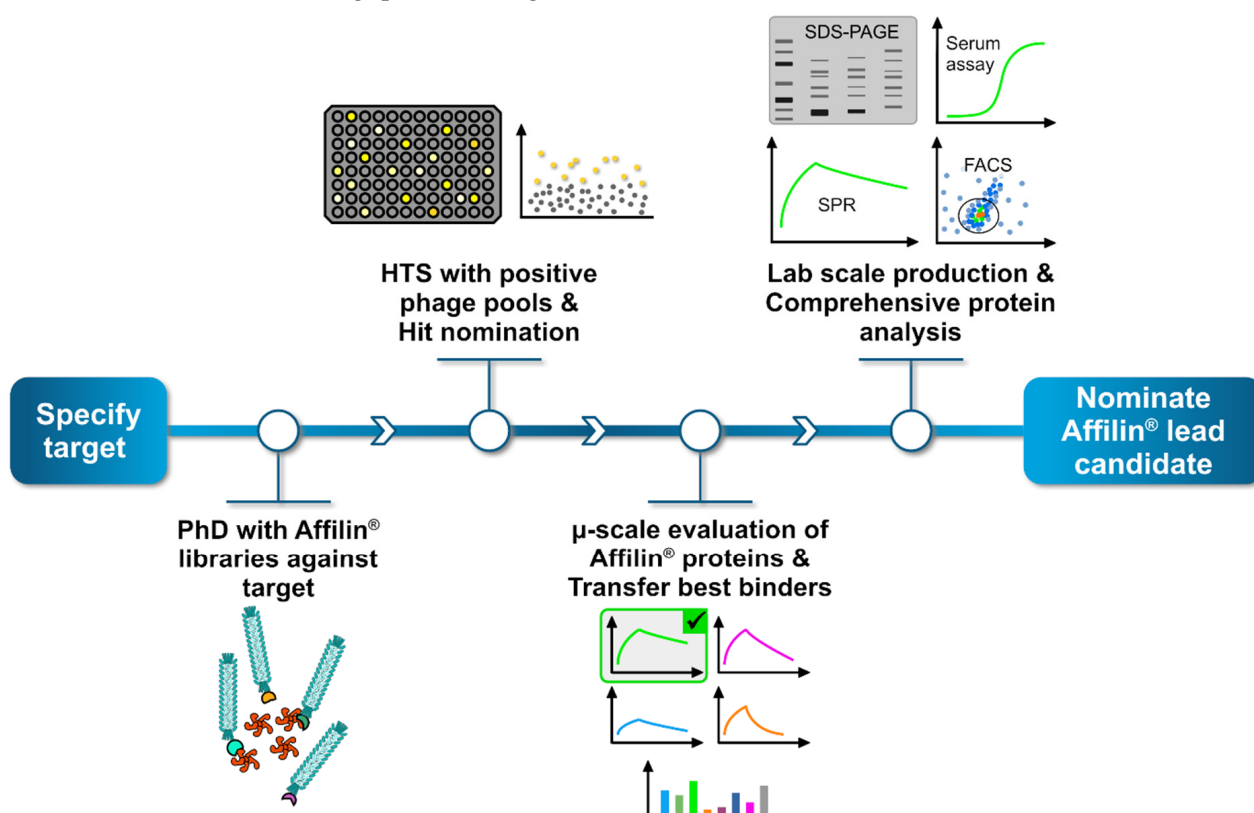 SDS-PAGE
Serum
assay
SPR
FACS
HTS with positive
phage pools &
Hit nomination
Lab scale production &
Comprehensive protein
analysis
Specify
target
Nominate
Affilin® lead
candidate
PhD with Affilin®
libraries against
target
µ-scale evaluation of
Affilin® proteins &
Transfer best binders